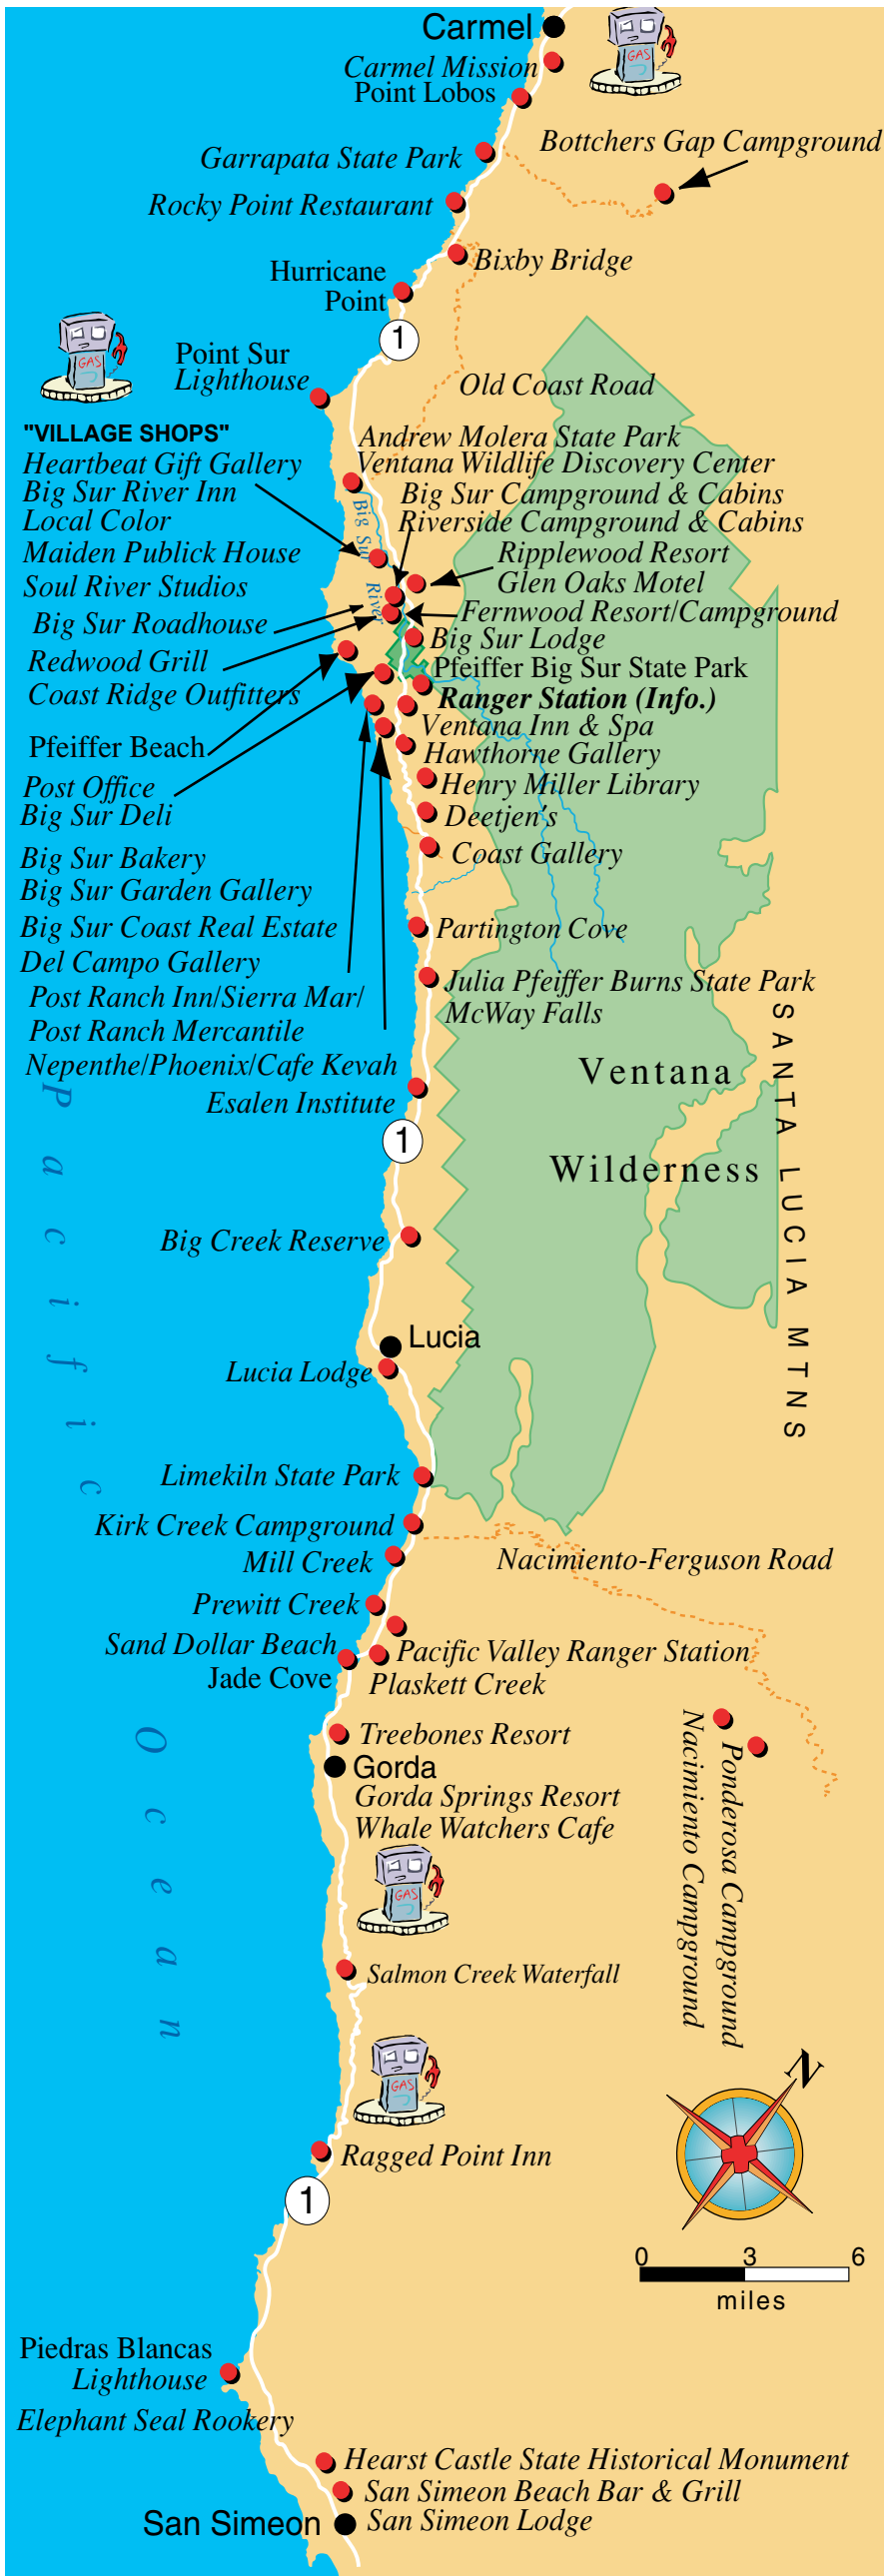 Carmel
Carmel Mission
Point Lobos
GAS
Bottchers Gap Campground
Garrapata State Park
Rocky Point Restaurant
Bixby Bridge
Hurricane
Point
1
GAS
Point Sur
Lighthouse
Old Coast Road
"VILLAGE SHOPS"
Heartbeat Gift Gallery
Big Sur River Inn
Local Color
Maiden Publick House
Soul River Studios
Big Sur Roadhouse
Redwood Grill
Coast Ridge Outfitters
Pfeiffer Beach
Post Office
Big Sur Deli
Big Sur Bakery
Big Sur Garden Gallery
Big Sur Coast Real Estate
Del Campo Gallery
Post Ranch Inn/Sierra Mar/
Post Ranch Mercantile
Nepenthe/Phoenix/Cafe Kevah
Esalen Institute
Andrew Molera State Park
Ventana Wildlife Discovery Center
Big Sur Campground & Cabins
Riverside Campground & Cabins
Big Sur River
Ripplewood Resort
Glen Oaks Motel
Fernwood Resort/Campground
Big Sur Lodge
Pfeiffer Big Sur State Park
Ranger Station (Info.)
Ventana Inn & Spa
Hawthorne Gallery
Henry Miller Library
Deetjen's
Coast Gallery
Partington Cove
Julia Pfeiffer Burns State Park
McWay Falls
Ventana
Wilderness
SANTA LUCIA MTNS
1
Pacific
Big Creek Reserve
Lucia
Lucia Lodge
Limekiln State Park
Kirk Creek Campground
Mill Creek
Nacimiento-Ferguson Road
Prewitt Creek
Sand Dollar Beach
Jade Cove
Pacific Valley Ranger Station
Plaskett Creek
Treebones Resort
Gorda
Gorda Springs Resort
Whale Watchers Cafe
GAS
Ponderosa Campground
Nacimiento Campground
Ocean
Salmon Creek Waterfall
GAS
Ragged Point Inn
1
N
0 3 6
miles
Piedras Blancas
Lighthouse
Elephant Seal Rookery
Hearst Castle State Historical Monument
San Simeon Beach Bar & Grill
San Simeon
San Simeon Lodge